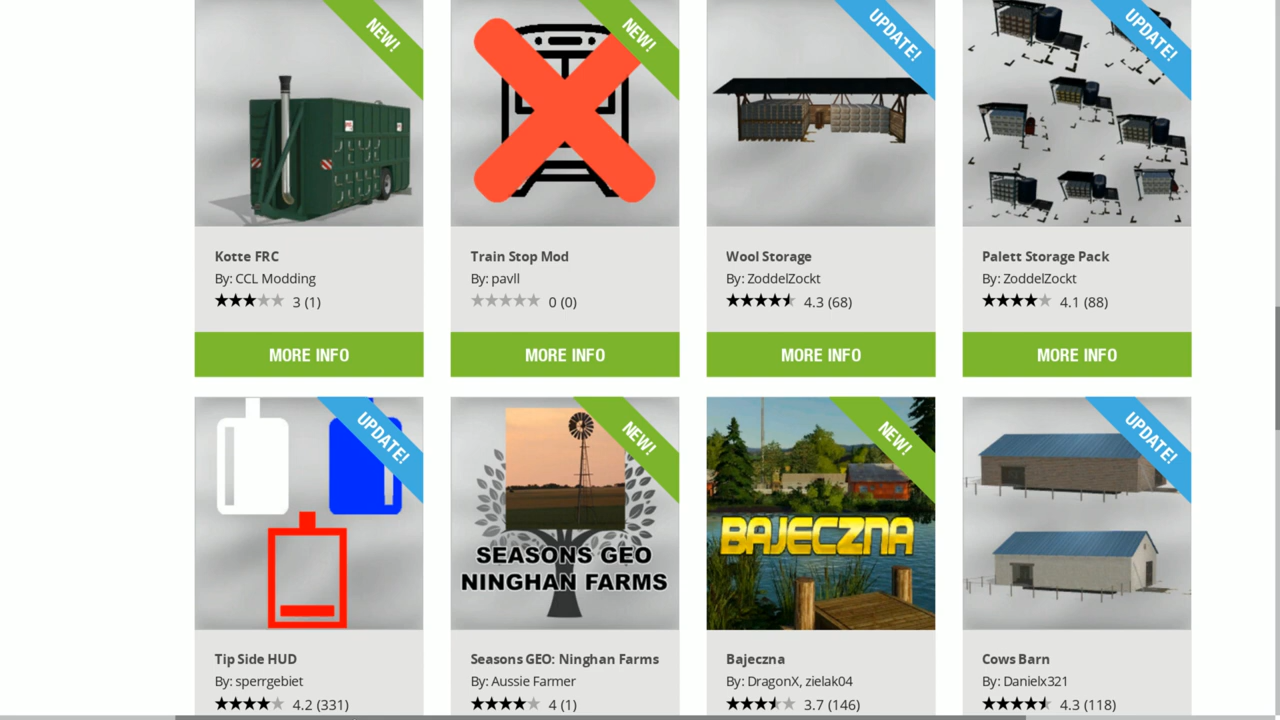 NEW!
NEW!
UPDATE!
UPDATE!
Kotte FRC
By: CCL Modding
3 (1)
MORE INFO
Train Stop Mod
By: pavll
0 (0)
MORE INFO
Wool Storage
By: ZoddelZockt
4.3 (68)
MORE INFO
Palett Storage Pack
By: ZoddelZockt
4.1 (88)
MORE INFO
UPDATE!
Tip Side HUD
By: sperrgebiet
4.2 (331)
NEW!
SEASONS GEO
NINGHAN FARMS
Seasons GEO: Ninghan Farms
By: Aussie Farmer
4 (1)
NEW!
BAJECZNA
Bajeczna
By: DragonX, zielak04
3.7 (146)
UPDATE!
Cows Barn
By: Danielx321
4.3 (118)